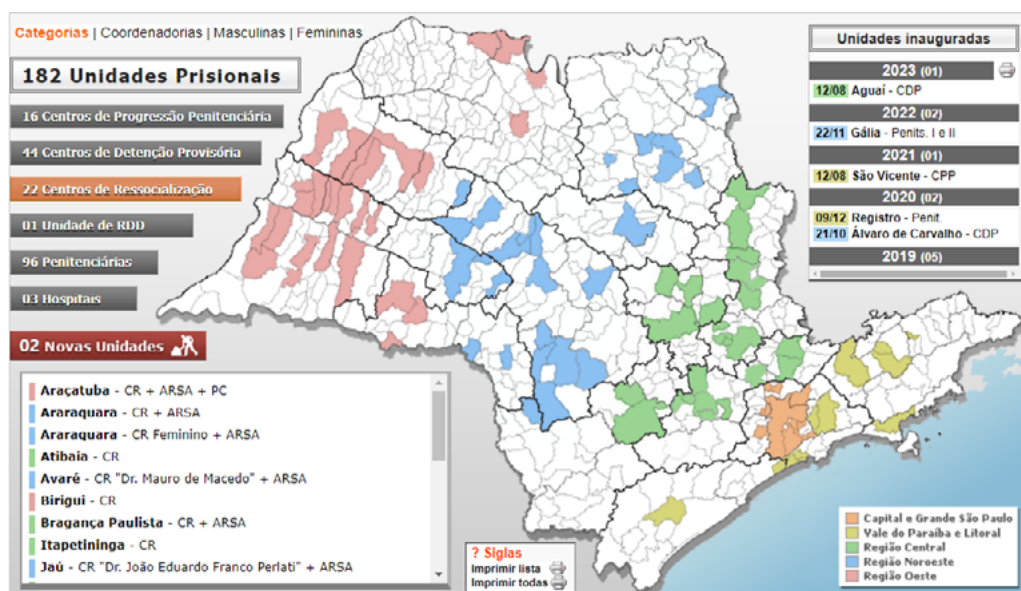 Categorias | Coordenadorias | Masculinas | Femininas
182 Unidades Prisionais
16 Centros de Progressão Penitenciária
44 Centros de Detenção Provisória
22 Centros de Ressocialização
01 Unidade de RDD
96 Penitenciárias
03 Hospitais
02 Novas Unidades
Araçatuba - CR + ARSA + PC
Araraquara - CR + ARSA
Araraquara - CR Feminino + ARSA
Atibaia - CR
Avaré - CR "Dr. Mauro de Macedo" + ARSA
Birigui - CR
Bragança Paulista - CR + ARSA
Itapetininga - CR
Jaú - CR "Dr. João Eduardo Franco Perlati" + ARSA
? Siglas
Imprimir lista
Imprimir todas
Unidades inauguradas
2023 (01)
12/08 Aguaí - CDP
2022 (02)
22/11 Gália - Penits. I e II
2021 (01)
12/08 São Vicente - CPP
2020 (02)
09/12 Registro - Penit.
21/10 Álvaro de Carvalho - CDP
2019 (05)
Capital e Grande São Paulo
Vale do Paraíba e Litoral
Região Central
Região Noroeste
Região Oeste